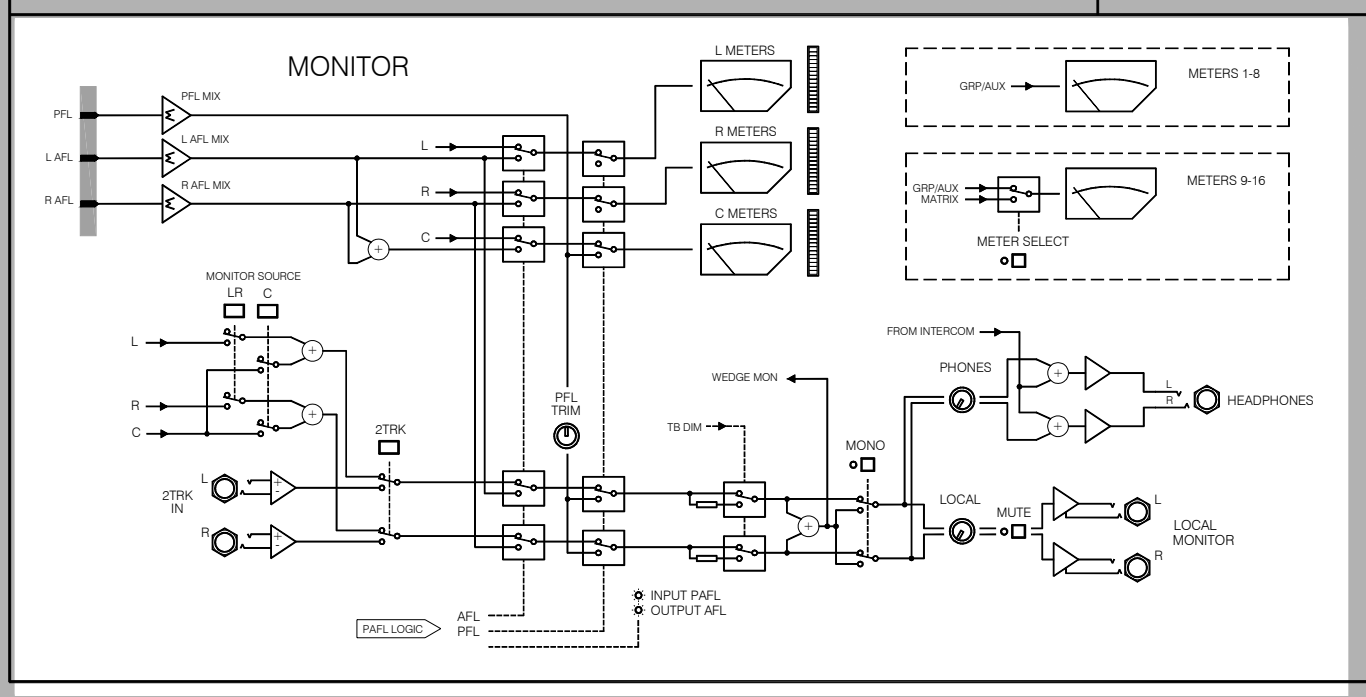 MONITOR
PFL
PFL MIX
L AFL
L AFL MIX
R AFL
R AFL MIX
L
R
C
L METERS
R METERS
C METERS
METERS 1-8
GRP/AUX
METERS 9-16
GRP/AUX
MATRIX
METER SELECT
MONITOR SOURCE
LR C
L
R
C
2TRK
2TRK
IN
L
R
+
-
+
-
+
+
+
PFL
TRIM
WEDGE MON
TB DIM
MONO
+
FROM INTERCOM
PHONES
+
+
L
R
HEADPHONES
LOCAL
MUTE
L
R
LOCAL
MONITOR
INPUT PAFL
OUTPUT AFL
PAFL LOGIC
AFL
PFL